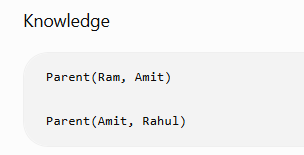 Knowledge
Parent(Ram, Amit)
Parent(Amit, Rahul)